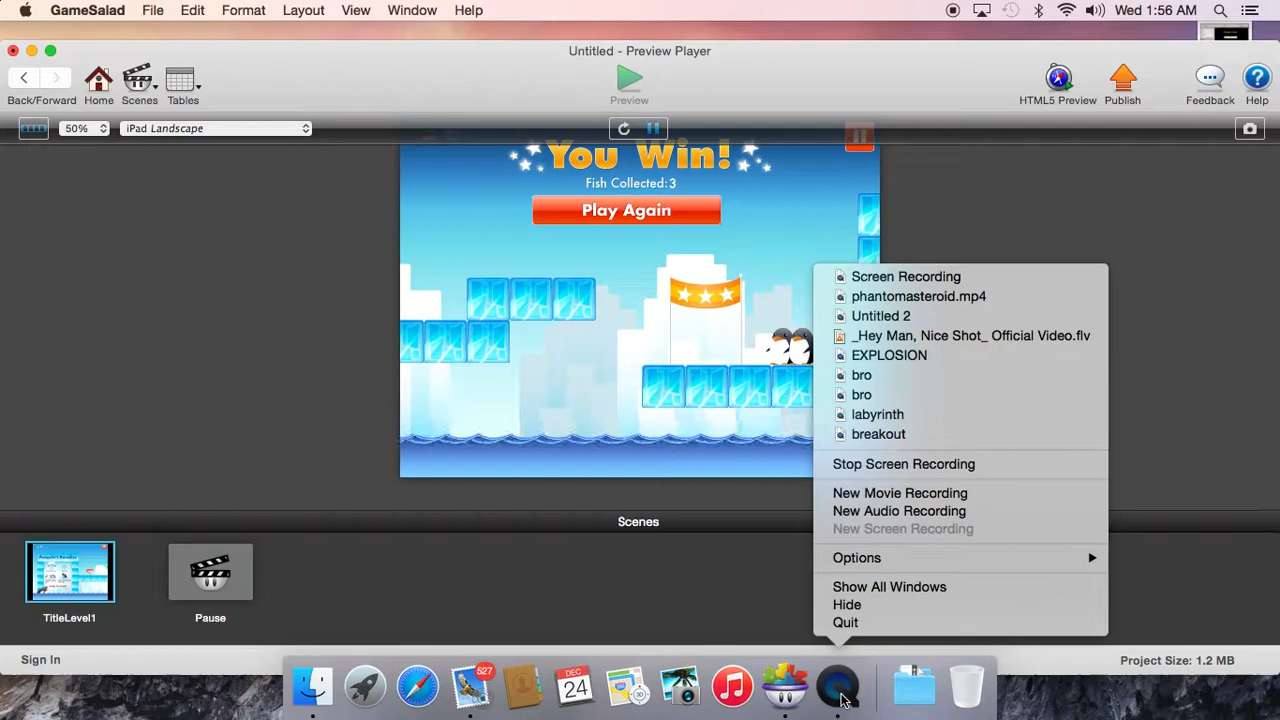 GameSalad File Edit Format Layout View Window Help Wed 1:56 AM
Untitled - Preview Player
Back/Forward Home Scenes Tables Preview HTML5 Preview Publish Feedback Help
50% iPad Landscape
You Win!
Fish Collected:3
Play Again
Screen Recording
phantomasteroid.mp4
Untitled 2
_Hey Man, Nice Shot_ Official Video.flv
EXPLOSION
bro
bro
labyrinth
breakout
Stop Screen Recording
New Movie Recording
New Audio Recording
New Screen Recording
Options
Show All Windows
Hide
Quit
Scenes
TitleLevel1 Pause
Sign In Project Size: 1.2 MB
527
DEC
24